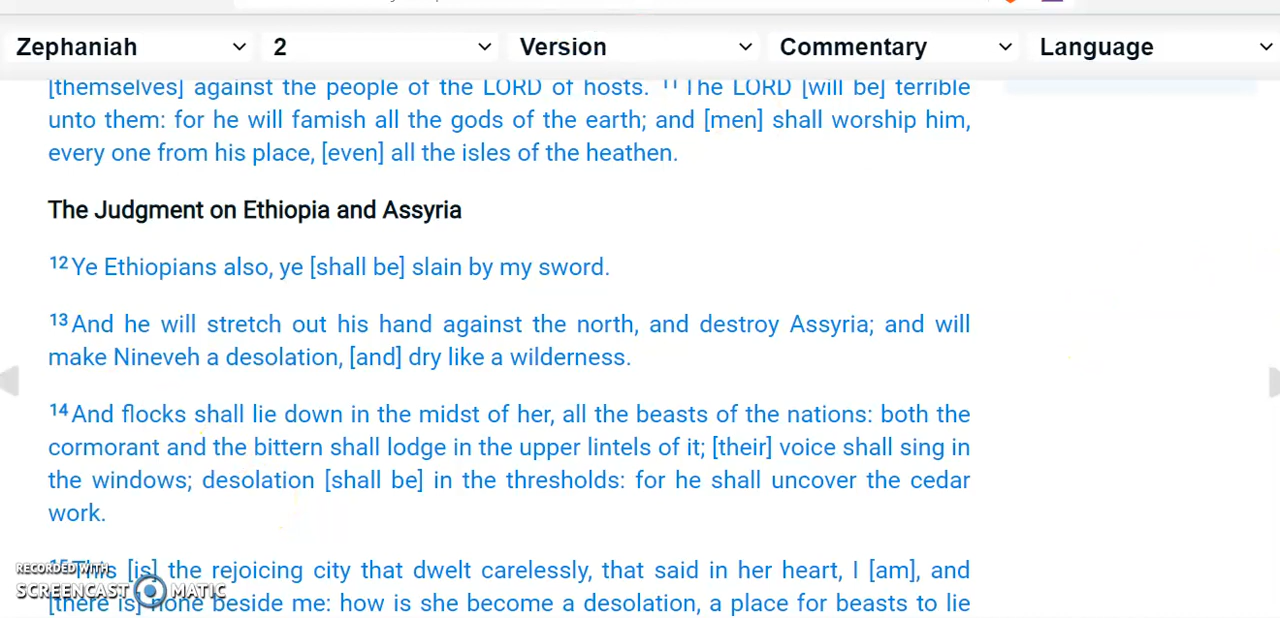 Zephaniah 2 Version Commentary Language
[themselves] against the people of the LORD of hosts. 11 The LORD [will be] terrible
unto them: for he will famish all the gods of the earth; and [men] shall worship him,
every one from his place, [even] all the isles of the heathen.
The Judgment on Ethiopia and Assyria
12 Ye Ethiopians also, ye [shall be] slain by my sword.
13 And he will stretch out his hand against the north, and destroy Assyria; and will
make Nineveh a desolation, [and] dry like a wilderness.
14 And flocks shall lie down in the midst of her, all the beasts of the nations: both the
cormorant and the bittern shall lodge in the upper lintels of it; [their] voice shall sing in
the windows; desolation [shall be] in the thresholds: for he shall uncover the cedar
work.
15 This [is] the rejoicing city that dwelt carelessly, that said in her heart, I [am], and
[there is] none beside me: how is she become a desolation, a place for beasts to lie
RECORDED WITH
SCREENCAST MATIC